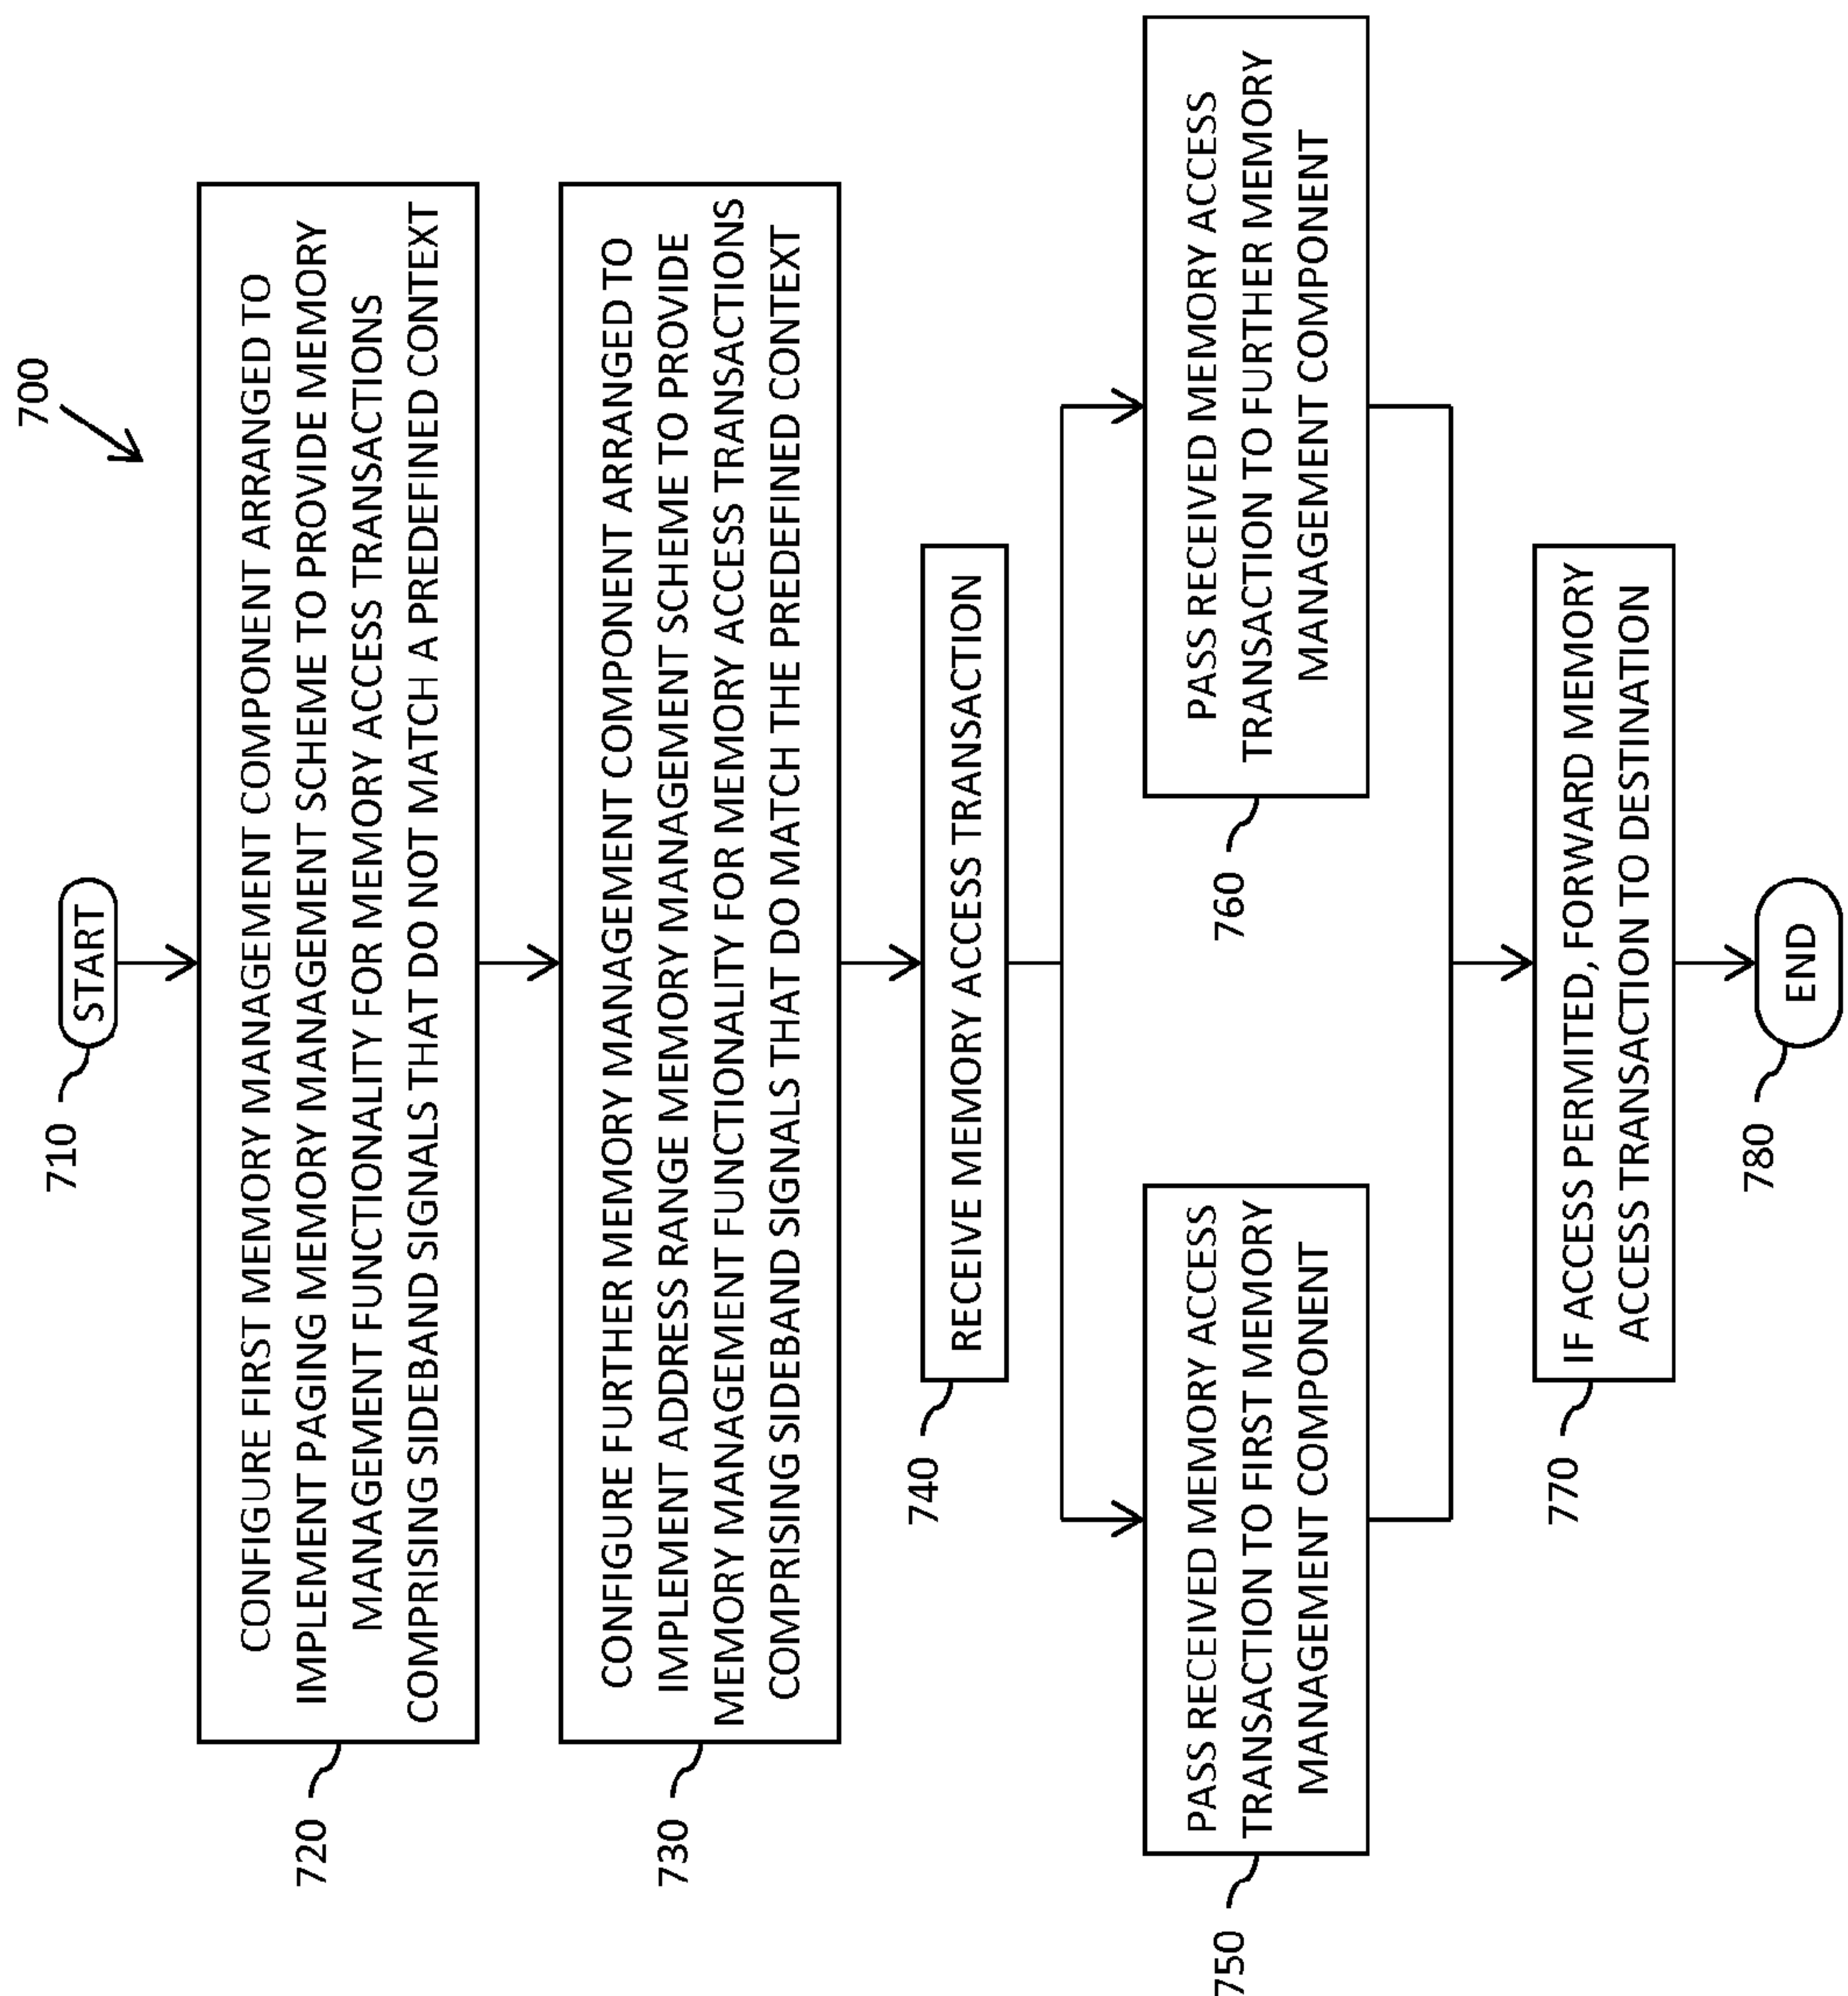 700
710
START
CONFIGURE FIRST MEMORY MANAGEMENT COMPONENT ARRANGED TO
IMPLEMENT PAGING MEMORY MANAGEMENT SCHEME TO PROVIDE MEMORY
MANAGEMENT FUNCTIONALITY FOR MEMORY ACCESS TRANSACTIONS
COMPRISING SIDEBAND SIGNALS THAT DO NOT MATCH A PREDEFINED CONTEXT
720
CONFIGURE FURTHER MEMORY MANAGEMENT COMPONENT ARRANGED TO
IMPLEMENT ADDRESS RANGE MEMORY MANAGEMENT SCHEME TO PROVIDE
MEMORY MANAGEMENT FUNCTIONALITY FOR MEMORY ACCESS TRANSACTIONS
COMPRISING SIDEBAND SIGNALS THAT DO MATCH THE PREDEFINED CONTEXT
730
RECEIVE MEMORY ACCESS TRANSACTION
740
PASS RECEIVED MEMORY ACCESS
TRANSACTION TO FIRST MEMORY
MANAGEMENT COMPONENT
750
PASS RECEIVED MEMORY ACCESS
TRANSACTION TO FURTHER MEMORY
MANAGEMENT COMPONENT
760
IF ACCESS PERMITED, FORWARD MEMORY
ACCESS TRANSACTION TO DESTINATION
770
END
780